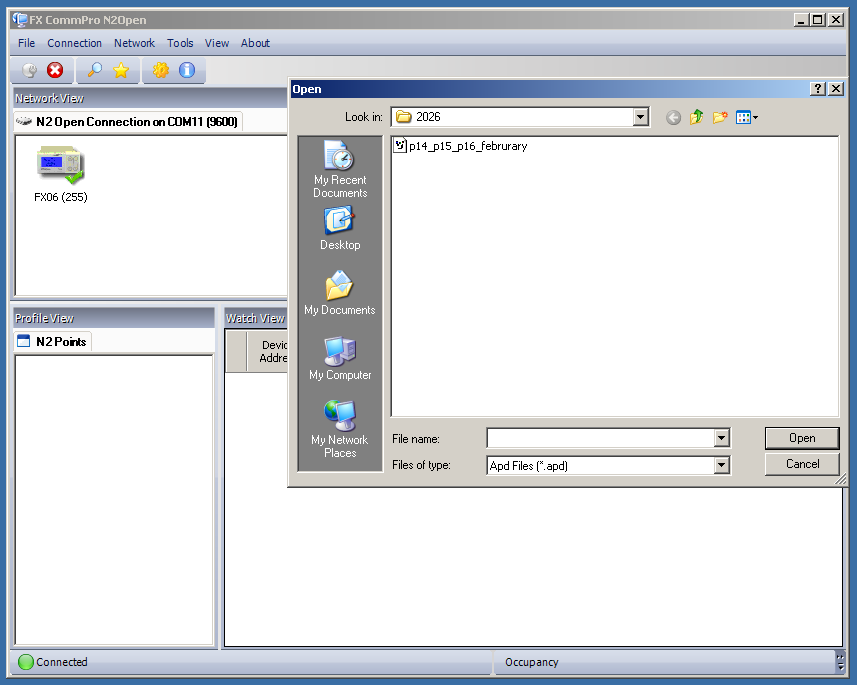 FX CommPro N2Open
File Connection Network Tools View About
Network View
N2 Open Connection on COM11 (9600)
FX06 (255)
Profile View
N2 Points
Watch View
Devic
Addre
Open
Look in: 2026
My Recent
Documents
Desktop
My Documents
My Computer
My Network
Places
p14_p15_p16_februrary
File name:
Open
Files of type: Apd Files (*.apd)
Cancel
Connected
Occupancy